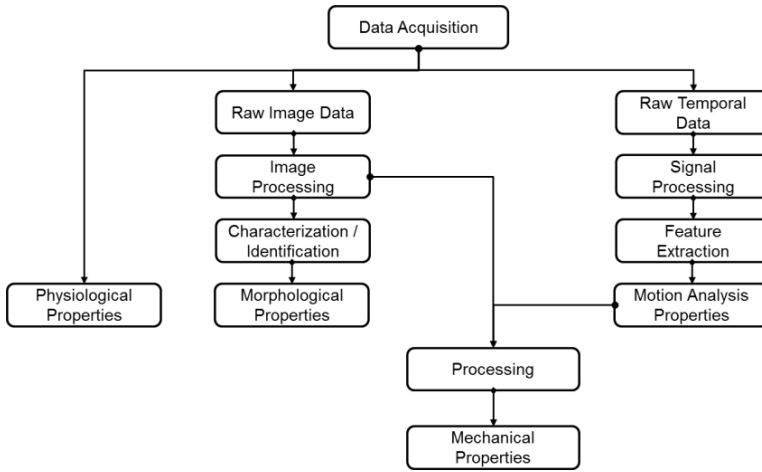 Data Acquisition
Raw Image Data
Raw Temporal
Data
Image
Processing
Signal
Processing
Characterization /
Identification
Feature
Extraction
Physiological
Properties
Morphological
Properties
Motion Analysis
Properties
Processing
Mechanical
Properties